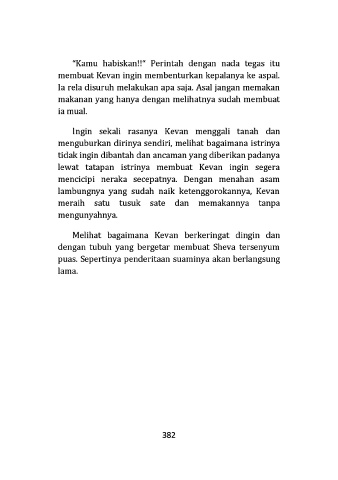 "Kamu habiskan!!" Perintah dengan nada tegas itu
membuat Kevan ingin membenturkan kepalanya ke aspal.
Ia rela disuruh melakukan apa saja. Asal jangan memakan
makanan yang hanya dengan melihatnya sudah membuat
ia mual.
Ingin sekali rasanya Kevan menggali tanah dan
menguburkan dirinya sendiri, melihat bagaimana istrinya
tidak ingin dibantah dan ancaman yang diberikan padanya
lewat tatapan istrinya membuat Kevan ingin segera
mencicipi neraka secepatnya. Dengan menahan asam
lambungnya yang sudah naik ketenggorokannya, Kevan
meraih satu tusuk sate dan memakannya tanpa
mengunyahnya.
Melihat bagaimana Kevan berkeringat dingin dan
dengan tubuh yang bergetar membuat Sheva tersenyum
puas. Sepertinya penderitaan suaminya akan berlangsung
lama.
382